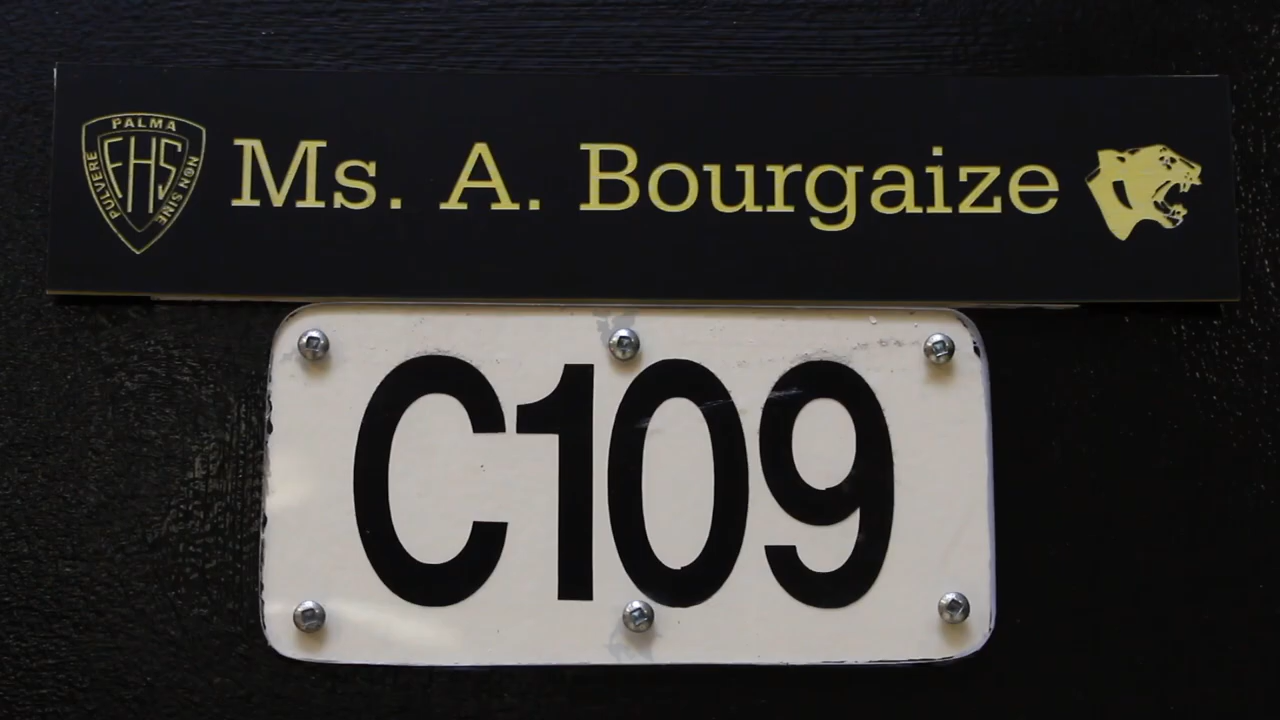 PALMA
PULVERE
FHS
NON SINE
Ms. A. Bourgaize
C109